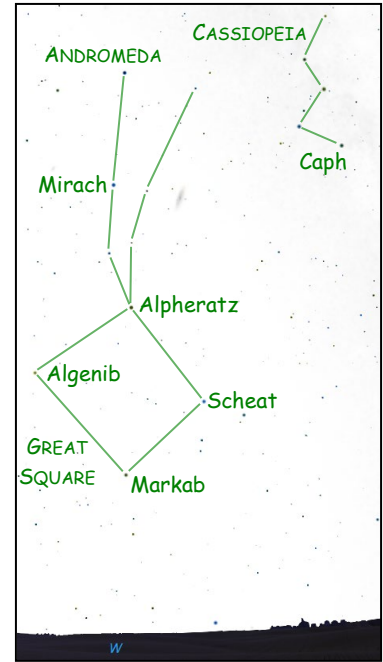 CASSIOPEIA
ANDROMEDA
Caph
Mirach
Alpheratz
Algenib
Scheat
GREAT
SQUARE
Markab
W